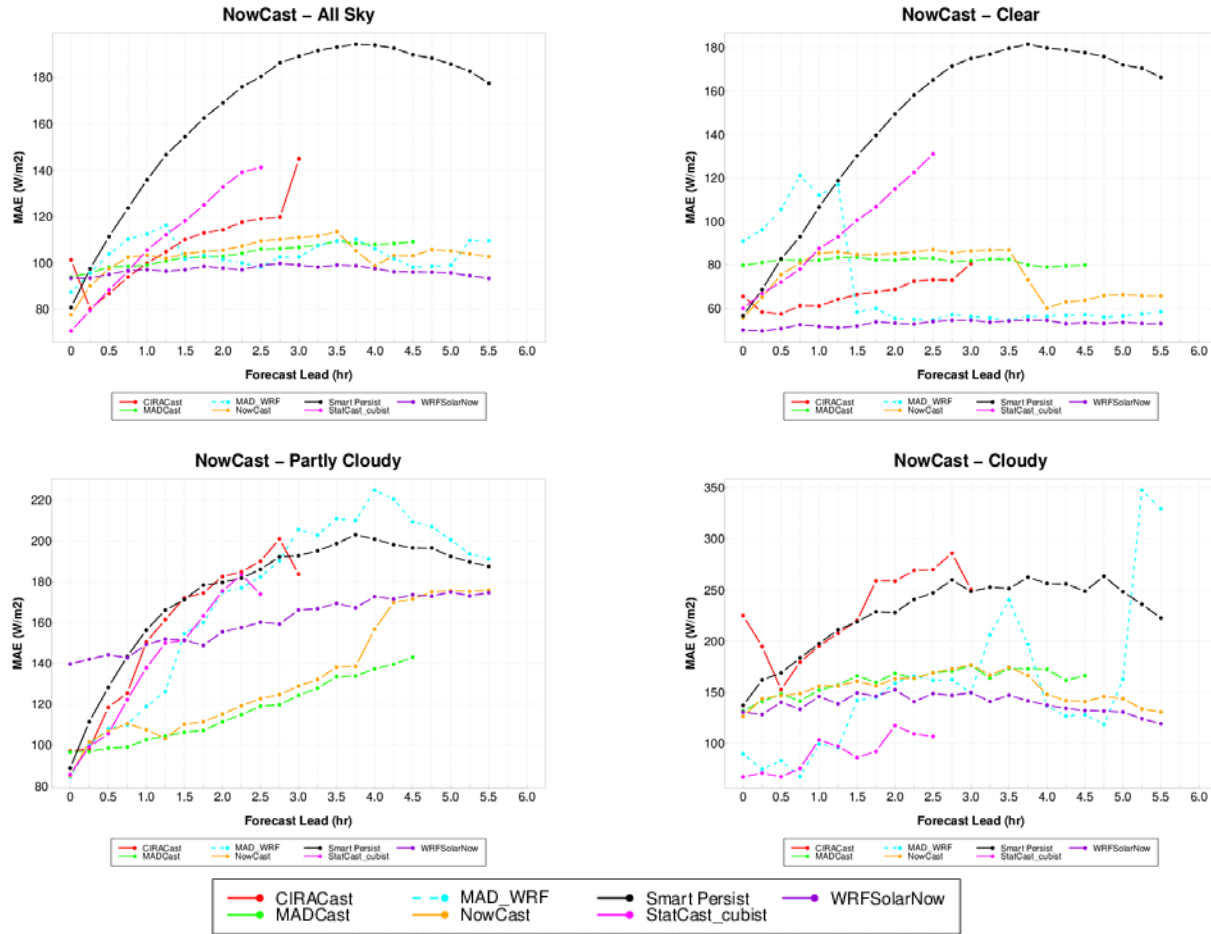 NowCast – All Sky
MAE (W/m2)
180
160
140
120
100
80
60
0 0.5 1.0 1.5 2.0 2.5 3.0 3.5 4.0 4.5 5.0 5.5 6.0
Forecast Lead (hr)
CIRACast MAD_WRF Smart Persist WRFSolarNow
MADCast NowCast StatCast_cubist
NowCast – Clear
MAE (W/m2)
180
160
140
120
100
80
60
0 0.5 1.0 1.5 2.0 2.5 3.0 3.5 4.0 4.5 5.0 5.5 6.0
Forecast Lead (hr)
CIRACast MAD_WRF Smart Persist WRFSolarNow
MADCast NowCast StatCast_cubist
NowCast – Partly Cloudy
MAE (W/m2)
220
200
180
160
140
120
100
80
0 0.5 1.0 1.5 2.0 2.5 3.0 3.5 4.0 4.5 5.0 5.5 6.0
Forecast Lead (hr)
CIRACast MAD_WRF Smart Persist WRFSolarNow
MADCast NowCast StatCast_cubist
NowCast – Cloudy
MAE (W/m2)
350
300
250
200
150
100
0 0.5 1.0 1.5 2.0 2.5 3.0 3.5 4.0 4.5 5.0 5.5 6.0
Forecast Lead (hr)
CIRACast MAD_WRF Smart Persist WRFSolarNow
MADCast NowCast StatCast_cubist
CIRACast MAD_WRF Smart Persist WRFSolarNow
MADCast NowCast StatCast_cubist